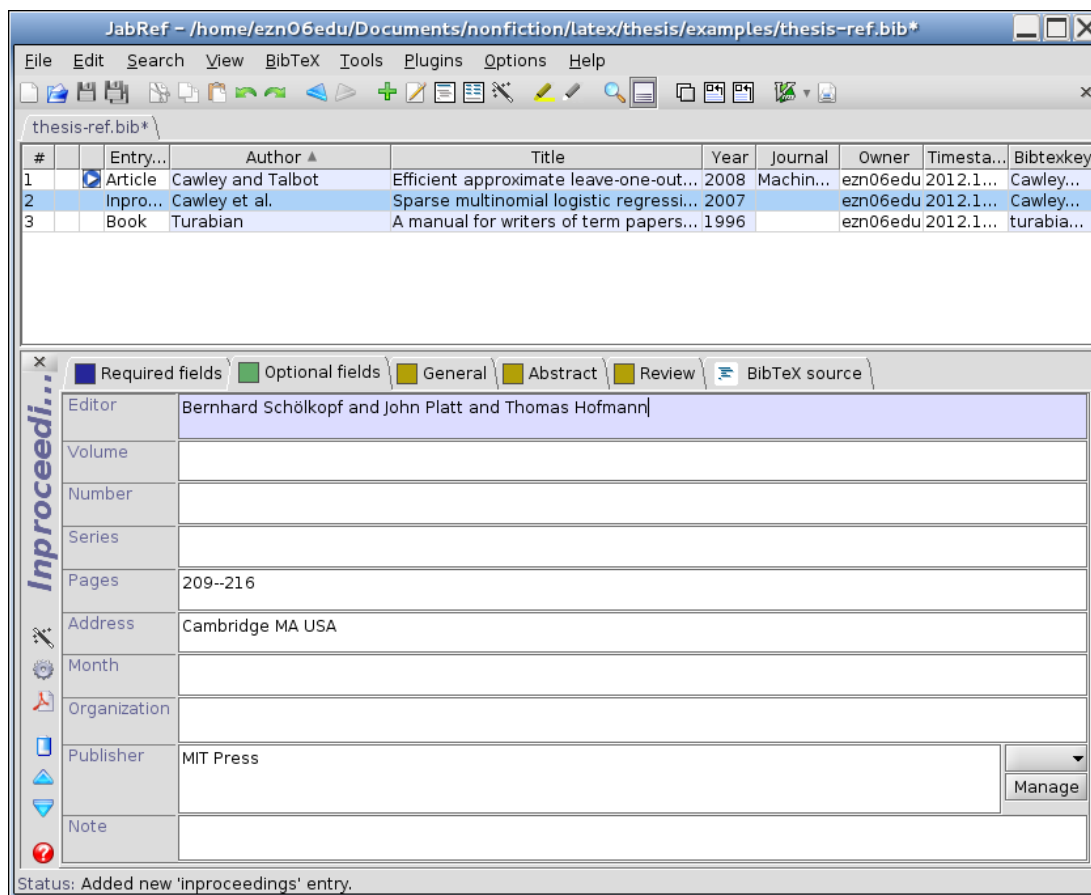 JabRef – /home/ezn06edu/Documents/nonfiction/latex/thesis/examples/thesis-ref.bib*
File Edit Search View BibTeX Tools Plugins Options Help
thesis-ref.bib*
# Entry... Author Title Year Journal Owner Timesta... Bibtexkey
1 Article Cawley and Talbot Efficient approximate leave-one-out... 2008 Machin... ezn06edu 2012.1... Cawley...
2 Inpro... Cawley et al. Sparse multinomial logistic regressi... 2007 ezn06edu 2012.1... Cawley...
3 Book Turabian A manual for writers of term papers... 1996 ezn06edu 2012.1... turabia...
Required fields Optional fields General Abstract Review BibTeX source
Inproceedi...
Editor Bernhard Schölkopf and John Platt and Thomas Hofmann
Volume
Number
Series
Pages 209--216
Address Cambridge MA USA
Month
Organization
Publisher MIT Press
Manage
Note
Status: Added new 'inproceedings' entry.